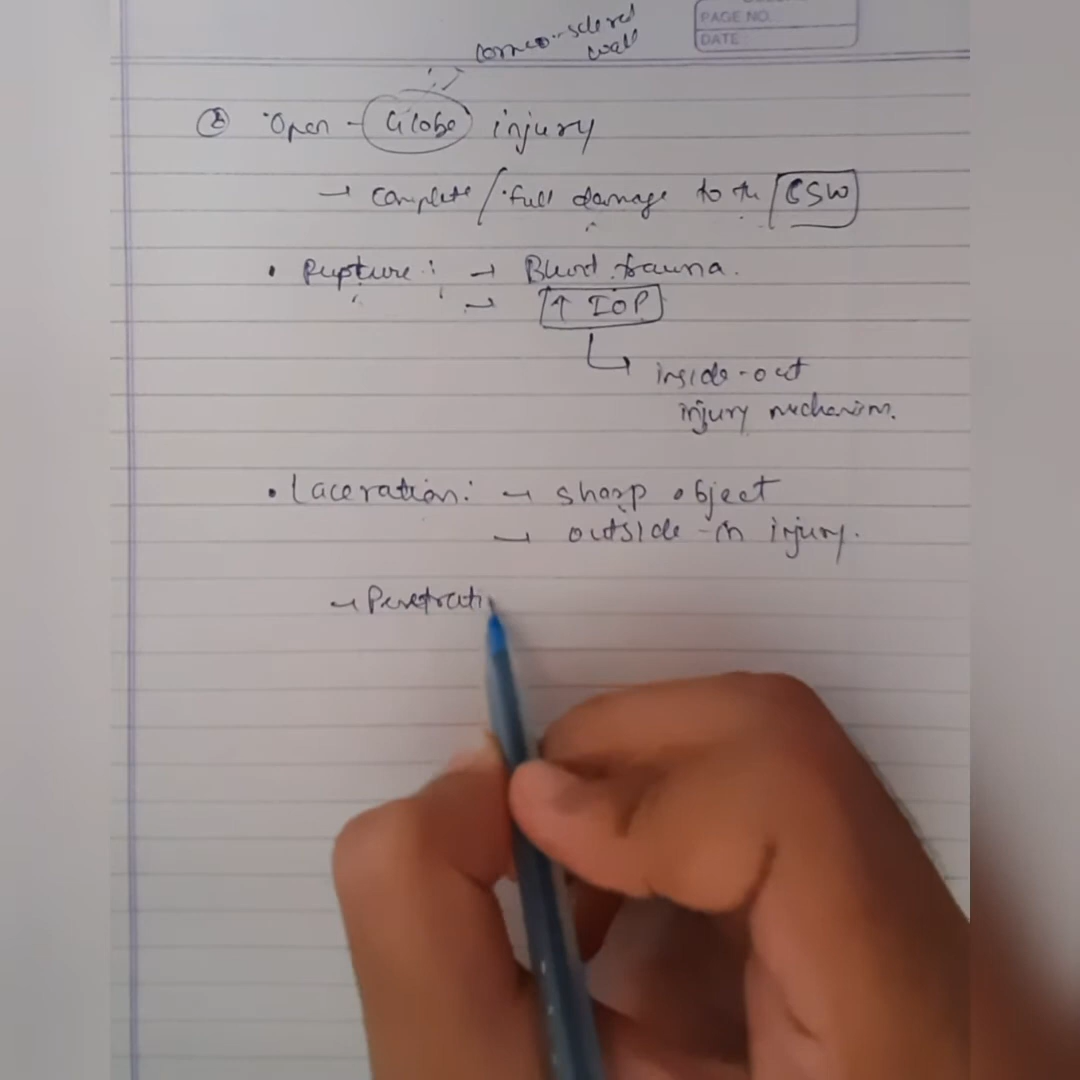 PAGE NO.
DATE:
corneo-scleral
wall
② Open-Globe injury
→ complete/full damage to the CSW
• Rupture: → Blunt trauma.
→ ↑ IOP
inside-out
injury mechanism.
• Laceration: → sharp object
→ outside-in injury.
→ Penetrati